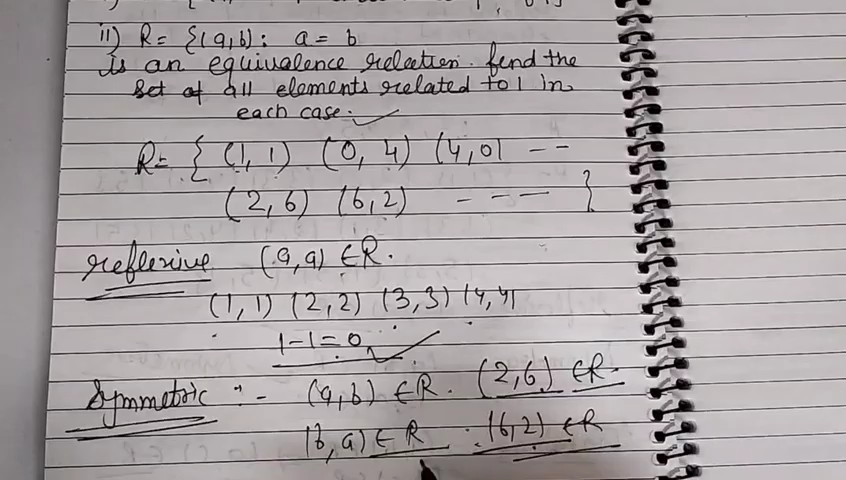 ii) R = {(a,b): a = b
is an equivalence relation. fend the
set of all elements related to 1 in
each case.
R= { (1, 1) (0, 4) (4, 0) --
(2, 6) (6, 2) - - - - }
reflexive (a, a) ∈ R.
(1, 1) (2, 2) (3, 3) (4, 4)
1-1=0
Symmetric :- (a, b) ∈ R. (2, 6) ∈ R.
(b, a) ∈ R (6, 2) ∈ R